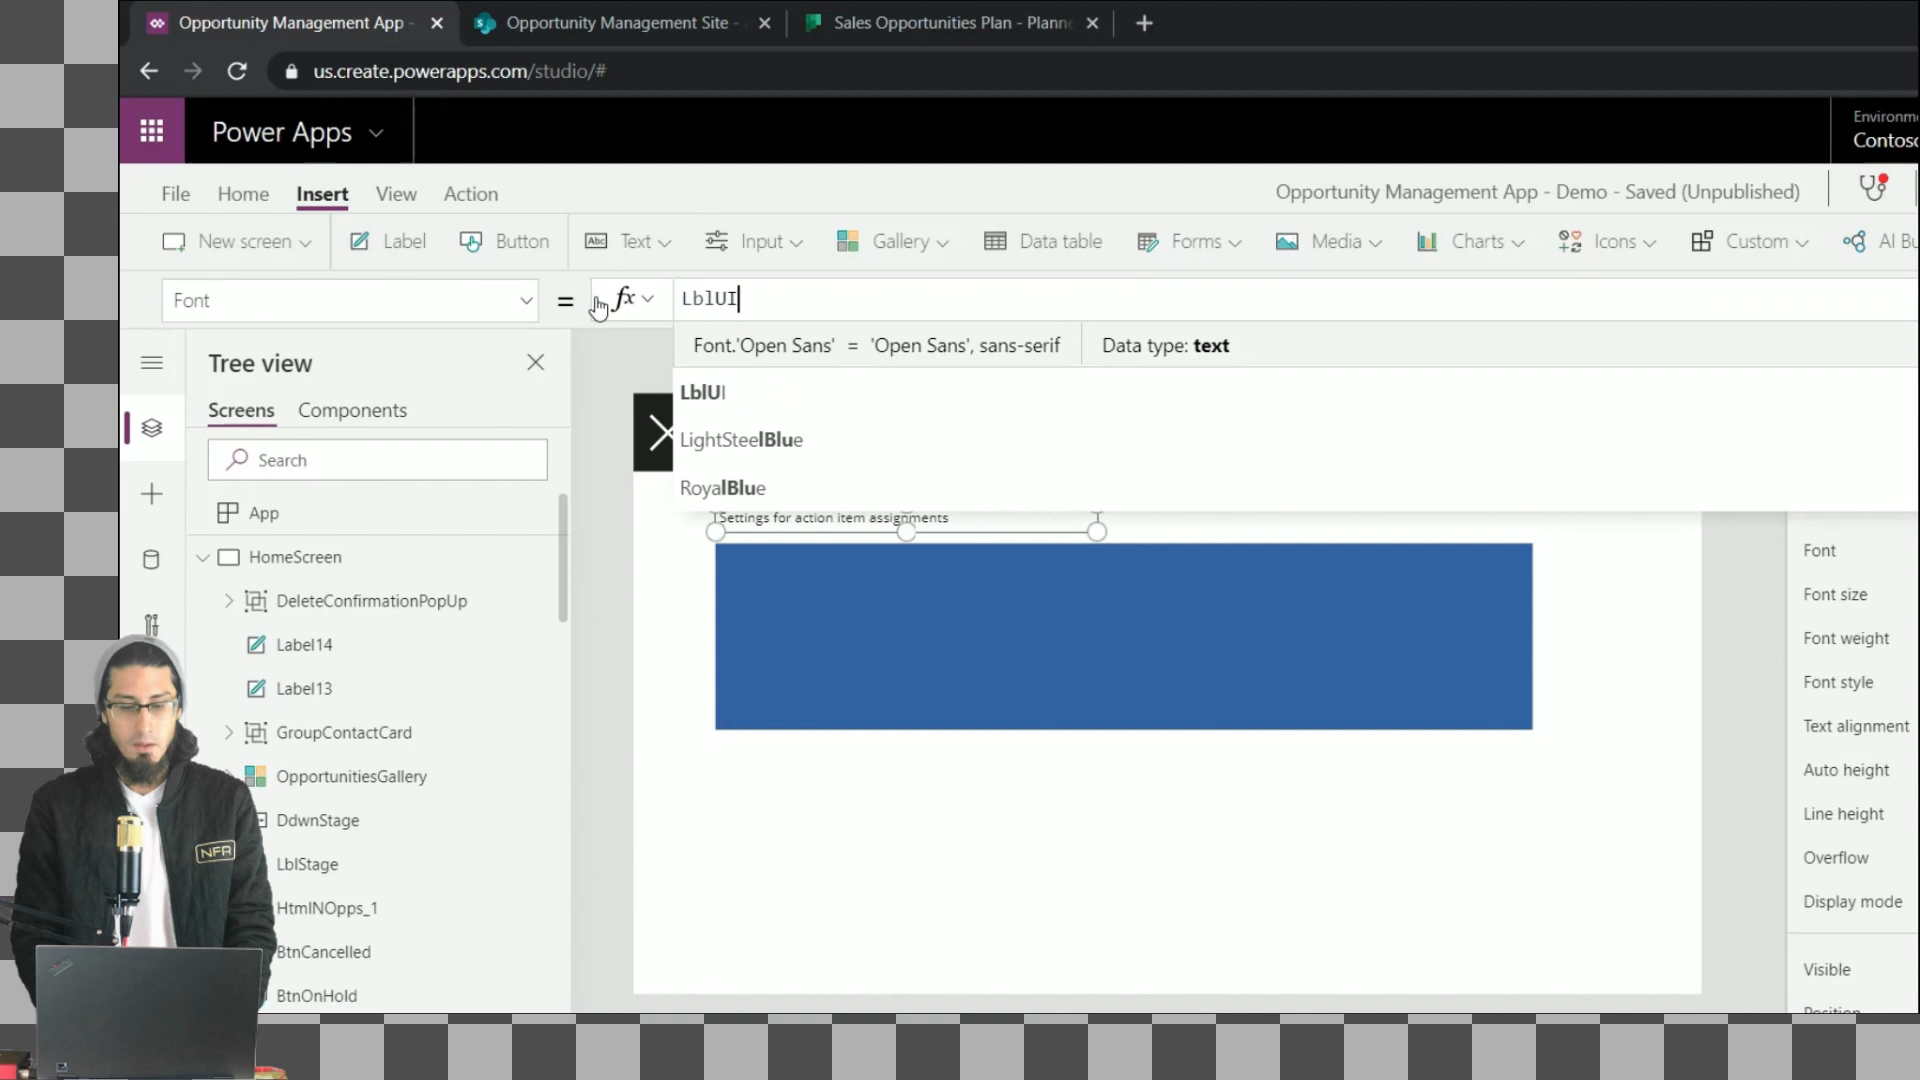 Opportunity Management App -
Opportunity Management Site -
Sales Opportunities Plan - Planne
us.create.powerapps.com/studio/#
Power Apps
Environme
Contoso
File
Home
Insert
View
Action
Opportunity Management App - Demo - Saved (Unpublished)
New screen
Label
Button
Abc
Text
Input
Gallery
Data table
Forms
Media
Charts
Icons
Custom
AI Bu
Font
=
fx
LblUI
Font.'Open Sans' = 'Open Sans', sans-serif
Data type: text
LblUI
LightSteelBlue
RoyalBlue
Tree view
Screens
Components
Search
App
HomeScreen
DeleteConfirmationPopUp
Label14
Label13
GroupContactCard
OpportunitiesGallery
DdwnStage
LblStage
HtmlNOpps_1
BtnCancelled
BtnOnHold
Settings for action item assignments
Font
Font size
Font weight
Font style
Text alignment
Auto height
Line height
Overflow
Display mode
Visible
Position
NFR